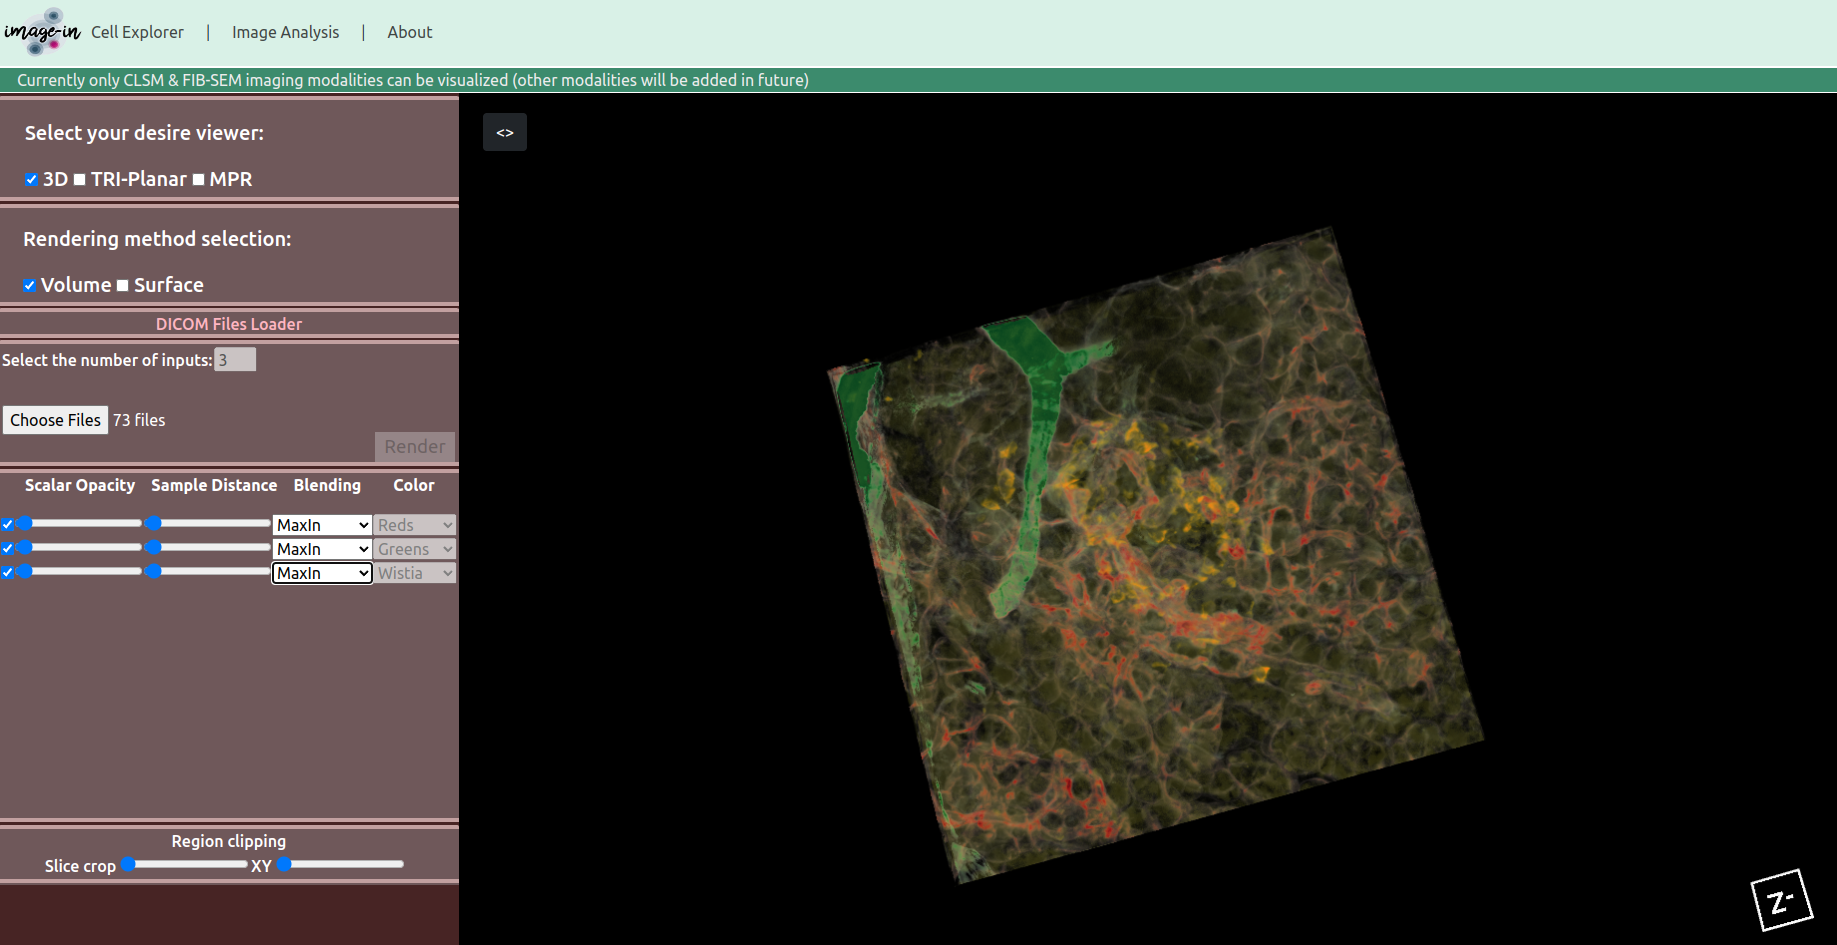 image-in Cell Explorer | Image Analysis | About
Currently only CLSM & FIB-SEM imaging modalities can be visualized (other modalities will be added in future)
Select your desire viewer:
3D TRI-Planar MPR
<>
Rendering method selection:
Volume Surface
DICOM Files Loader
Select the number of inputs: 3
Choose Files 73 files
Render
Scalar Opacity Sample Distance Blending Color
MaxIn Reds
MaxIn Greens
MaxIn Wistia
Region clipping
Slice crop XY
Z-